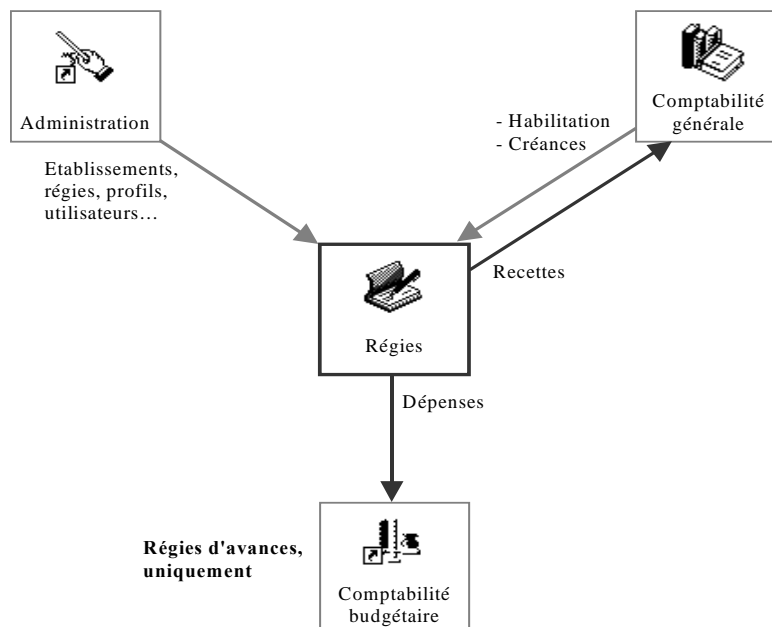 Administration
Comptabilité
générale
- Habilitation
- Créances
Etablissements,
régies, profils,
utilisateurs…
Recettes
Régies
Dépenses
Régies d'avances,
uniquement
Comptabilité
budgétaire